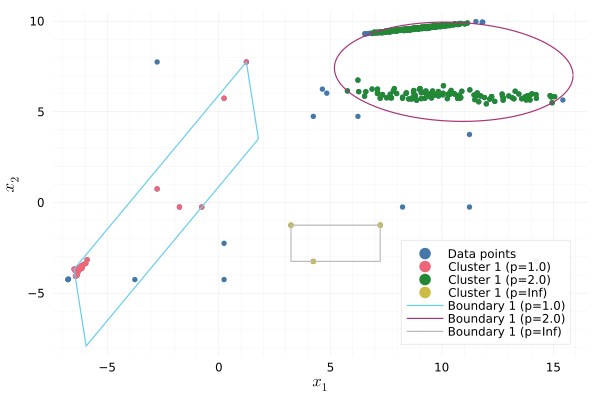 10
5
0
−5
x2
−5
0
5
10
15
x1
Data points
Cluster 1 (p=1.0)
Cluster 1 (p=2.0)
Cluster 1 (p=Inf)
Boundary 1 (p=1.0)
Boundary 1 (p=2.0)
Boundary 1 (p=Inf)